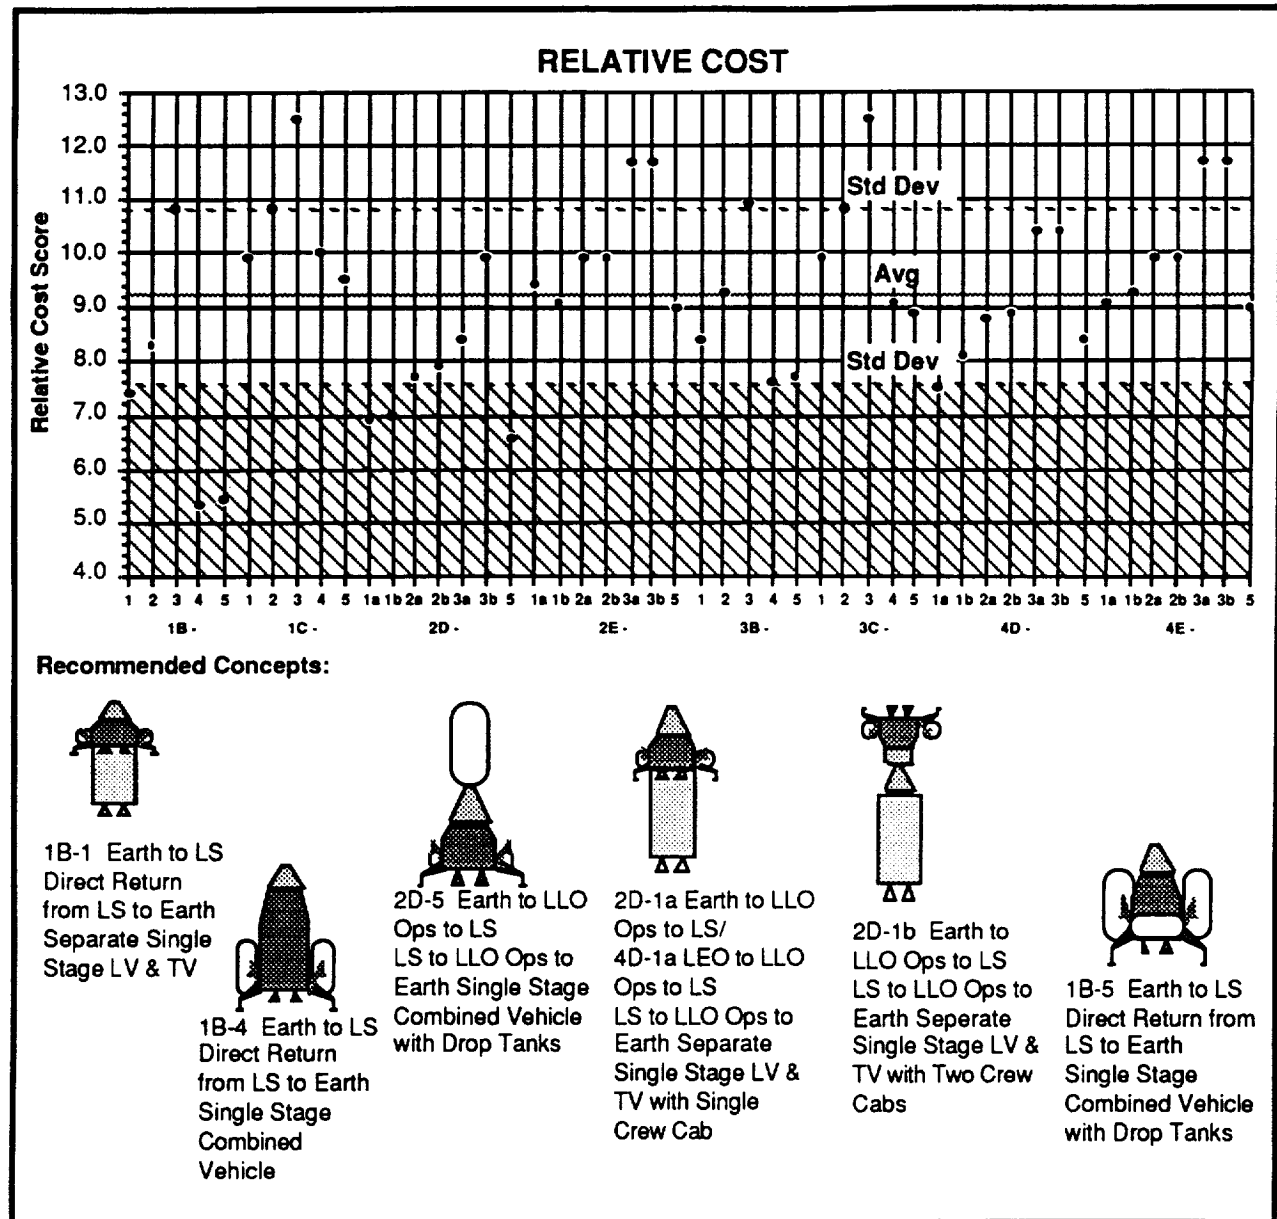 RELATIVE COST
Relative Cost Score
13.0
12.0
11.0
10.0
9.0
8.0
7.0
6.0
5.0
4.0
Std Dev
Avg
Std Dev
1 2 3 4 5 1 2 3 4 5 1a 1b 2a 2b 3a 3b 5 1a 1b 2a 2b 3a 3b 5 1 2 3 4 5 1 2 3 4 5 1a 1b 2a 2b 3a 3b 5 1a 1b 2a 2b 3a 3b 5
1B - 1C - 2D - 2E - 3B - 3C - 4D - 4E -
Recommended Concepts:
1B-1 Earth to LS
Direct Return
from LS to Earth
Separate Single
Stage LV & TV
1B-4 Earth to LS
Direct Return
from LS to Earth
Single Stage
Combined
Vehicle
2D-5 Earth to LLO
Ops to LS
LS to LLO Ops to
Earth Single Stage
Combined Vehicle
with Drop Tanks
2D-1a Earth to LLO
Ops to LS/
4D-1a LEO to LLO
Ops to LS
LS to LLO Ops to
Earth Separate
Single Stage LV &
TV with Single
Crew Cab
2D-1b Earth to
LLO Ops to LS
LS to LLO Ops to
Earth Seperate
Single Stage LV &
TV with Two Crew
Cabs
1B-5 Earth to LS
Direct Return from
LS to Earth
Single Stage
Combined Vehicle
with Drop Tanks